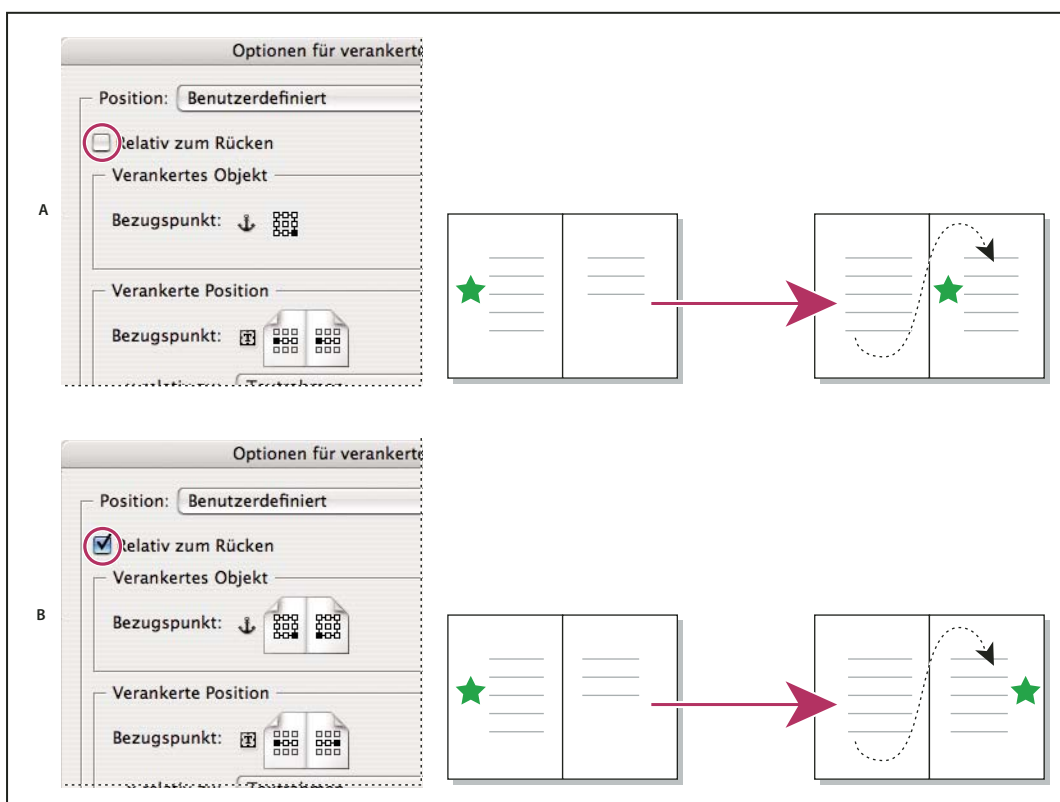 Optionen für verankerte
Position: Benutzerdefiniert
Relativ zum Rücken
Verankertes Objekt
A
Bezugspunkt:
Verankerte Position
Bezugspunkt: T
Optionen für verankerte
Position: Benutzerdefiniert
Relativ zum Rücken
Verankertes Objekt
B
Bezugspunkt:
Verankerte Position
Bezugspunkt: T